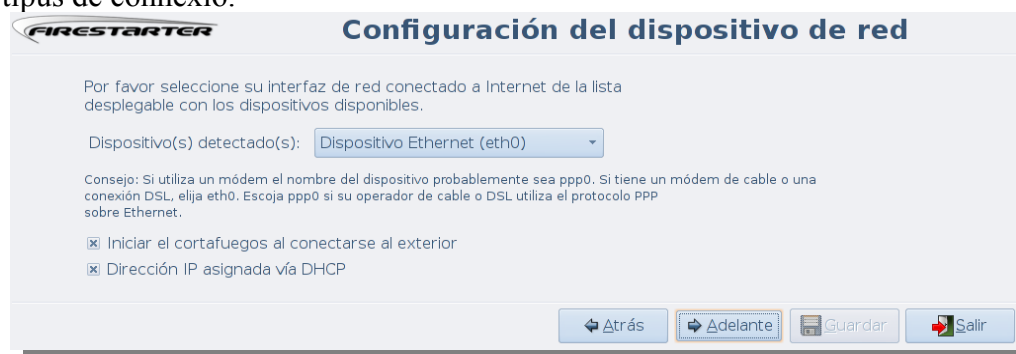 tipus de connexió.
FIRESTARTER
Configuración del dispositivo de red
Por favor seleccione su interfaz de red conectado a Internet de la lista
desplegable con los dispositivos disponibles.
Dispositivo(s) detectado(s): Dispositivo Ethernet (eth0)
Consejo: Si utiliza un módem el nombre del dispositivo probablemente sea ppp0. Si tiene un módem de cable o una
conexión DSL, elija eth0. Escoja ppp0 si su operador de cable o DSL utiliza el protocolo PPP
sobre Ethernet.
Iniciar el cortafuegos al conectarse al exterior
Dirección IP asignada vía DHCP
Atrás Adelante Guardar Salir